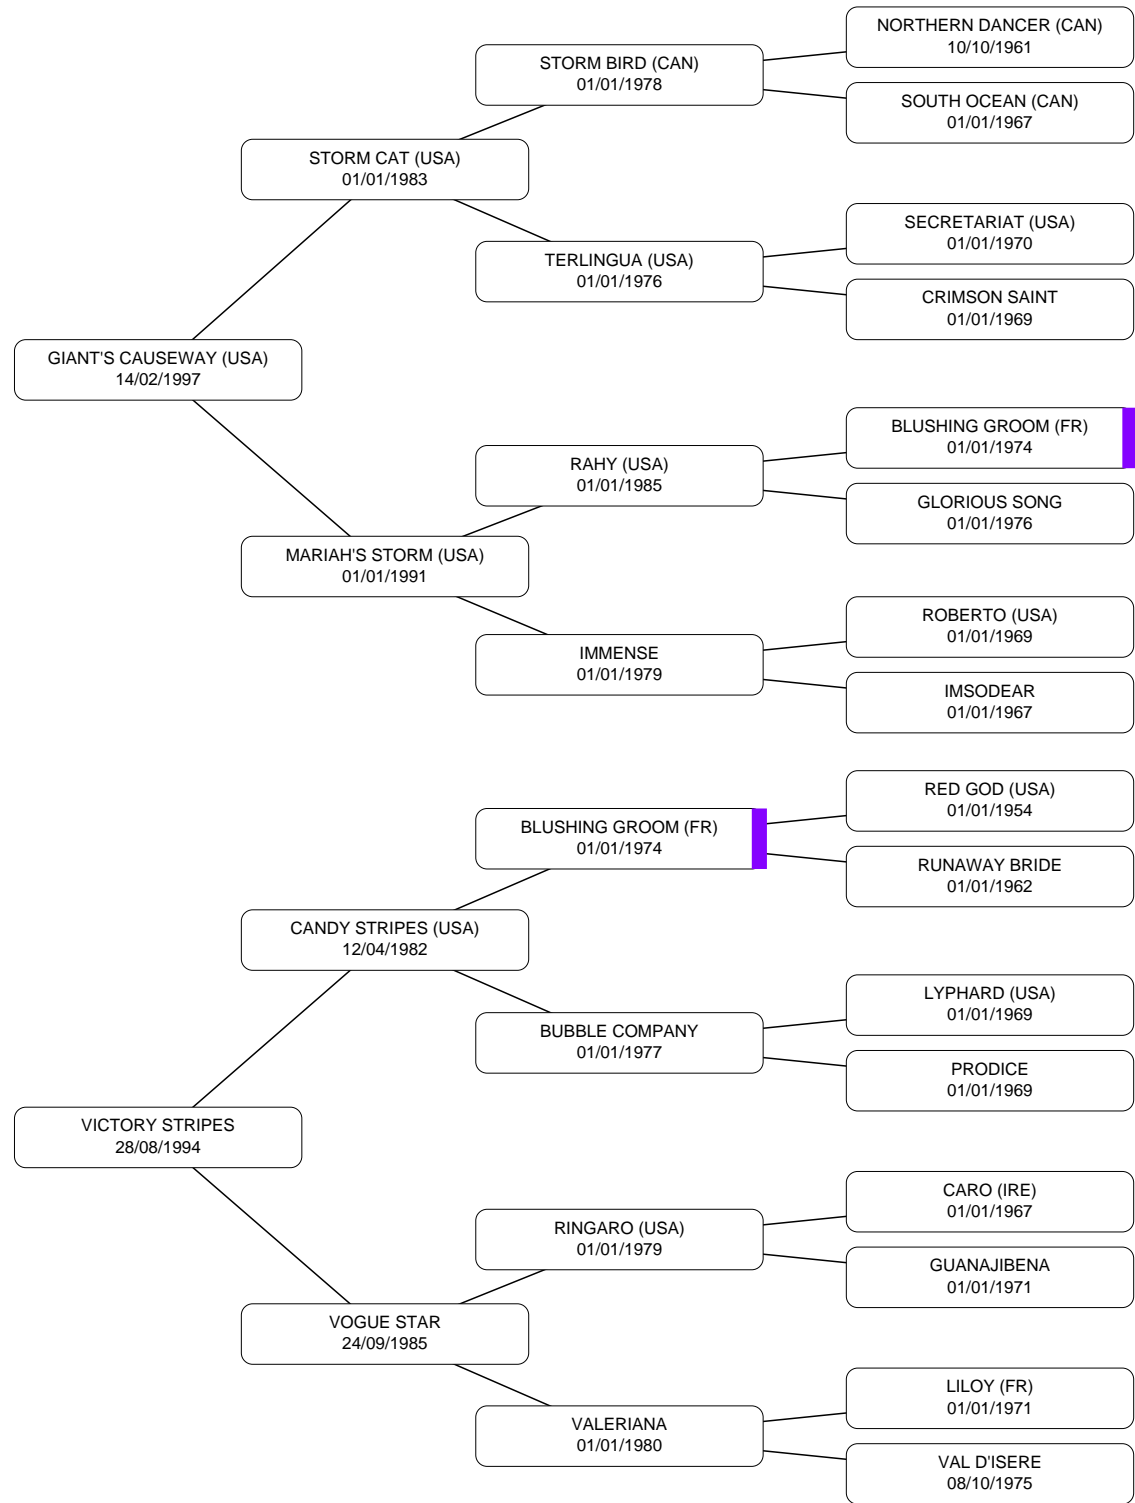 NORTHERN DANCER (CAN)
10/10/1961
STORM BIRD (CAN)
01/01/1978
SOUTH OCEAN (CAN)
01/01/1967
STORM CAT (USA)
01/01/1983
SECRETARIAT (USA)
01/01/1970
TERLINGUA (USA)
01/01/1976
CRIMSON SAINT
01/01/1969
GIANT'S CAUSEWAY (USA)
14/02/1997
BLUSHING GROOM (FR)
01/01/1974
RAHY (USA)
01/01/1985
GLORIOUS SONG
01/01/1976
MARIAH'S STORM (USA)
01/01/1991
ROBERTO (USA)
01/01/1969
IMMENSE
01/01/1979
IMSODEAR
01/01/1967
RED GOD (USA)
01/01/1954
BLUSHING GROOM (FR)
01/01/1974
RUNAWAY BRIDE
01/01/1962
CANDY STRIPES (USA)
12/04/1982
LYPHARD (USA)
01/01/1969
BUBBLE COMPANY
01/01/1977
PRODICE
01/01/1969
VICTORY STRIPES
28/08/1994
CARO (IRE)
01/01/1967
RINGARO (USA)
01/01/1979
GUANAJIBENA
01/01/1971
VOGUE STAR
24/09/1985
LILOY (FR)
01/01/1971
VALERIANA
01/01/1980
VAL D'ISERE
08/10/1975